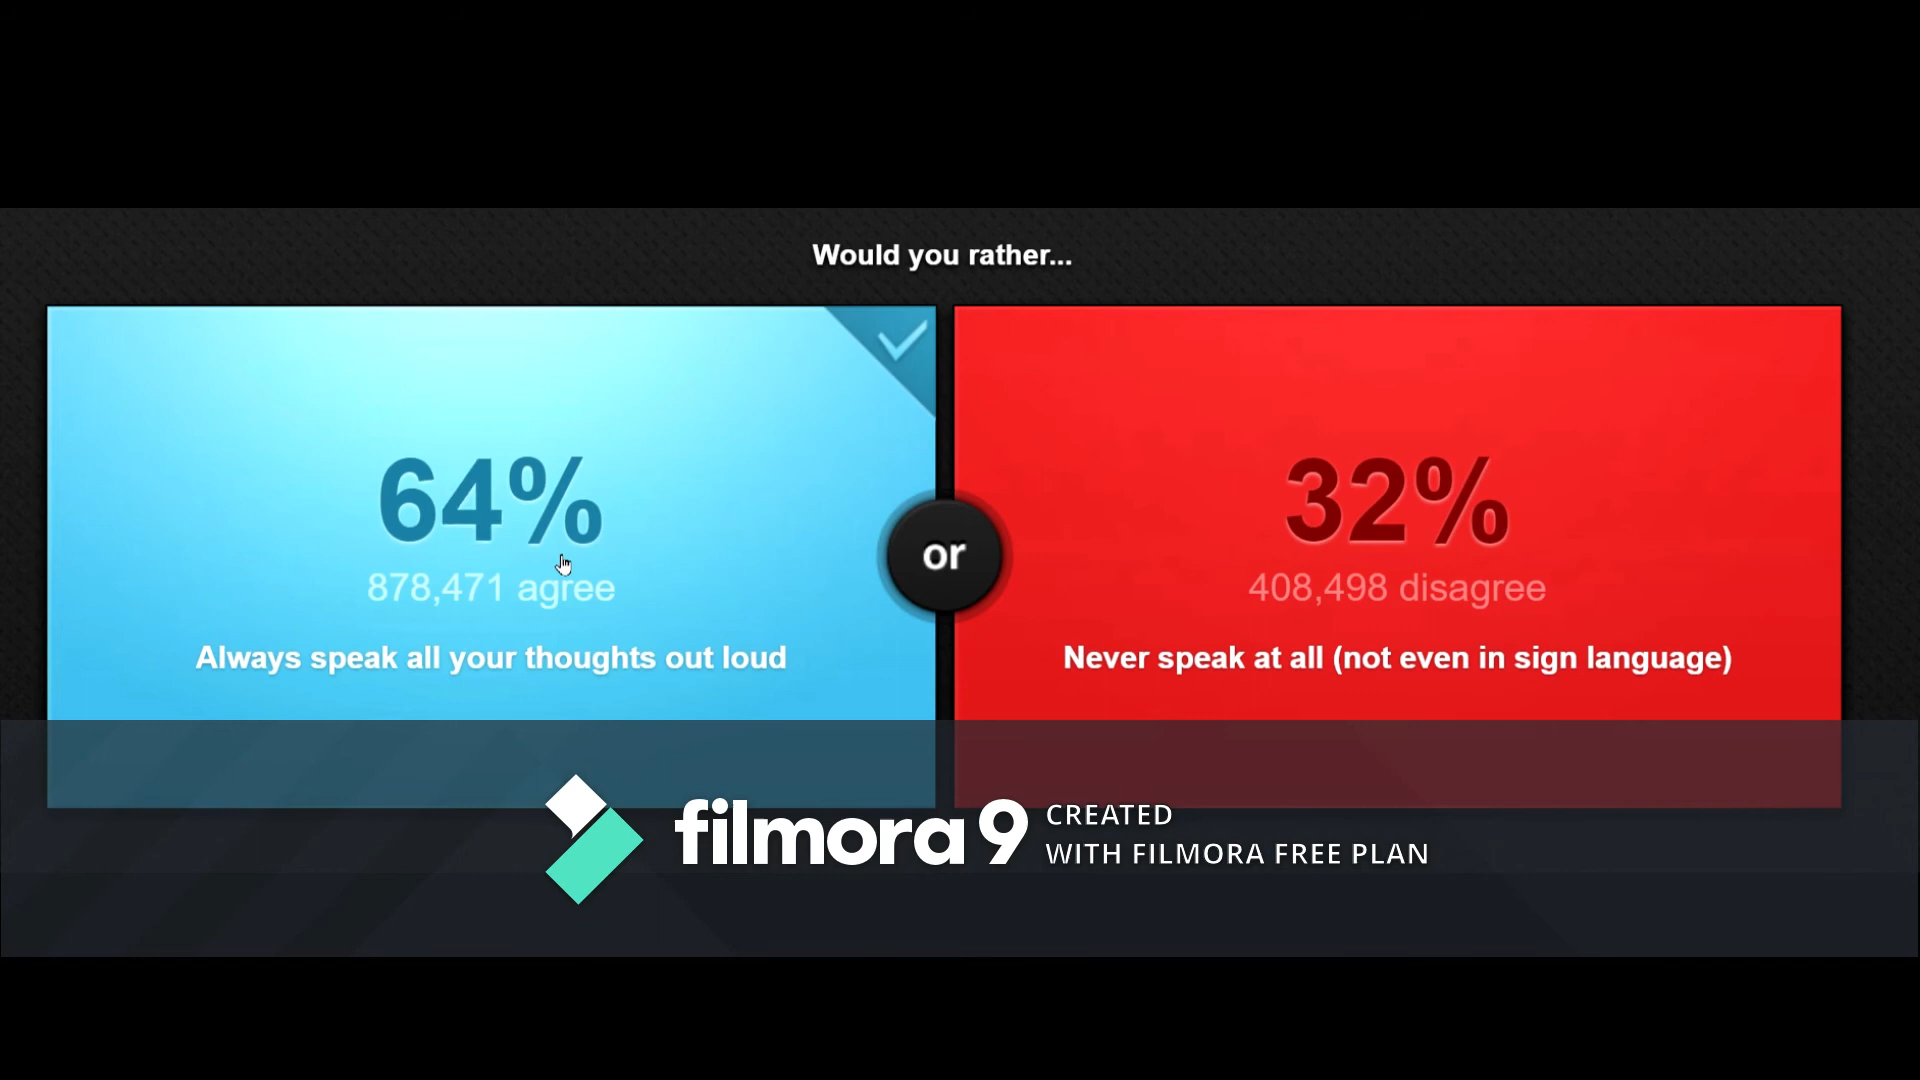 Would you rather...
64%
878,471 agree
Always speak all your thoughts out loud
or
32%
408,498 disagree
Never speak at all (not even in sign language)
filmora 9
CREATED
WITH FILMORA FREE PLAN